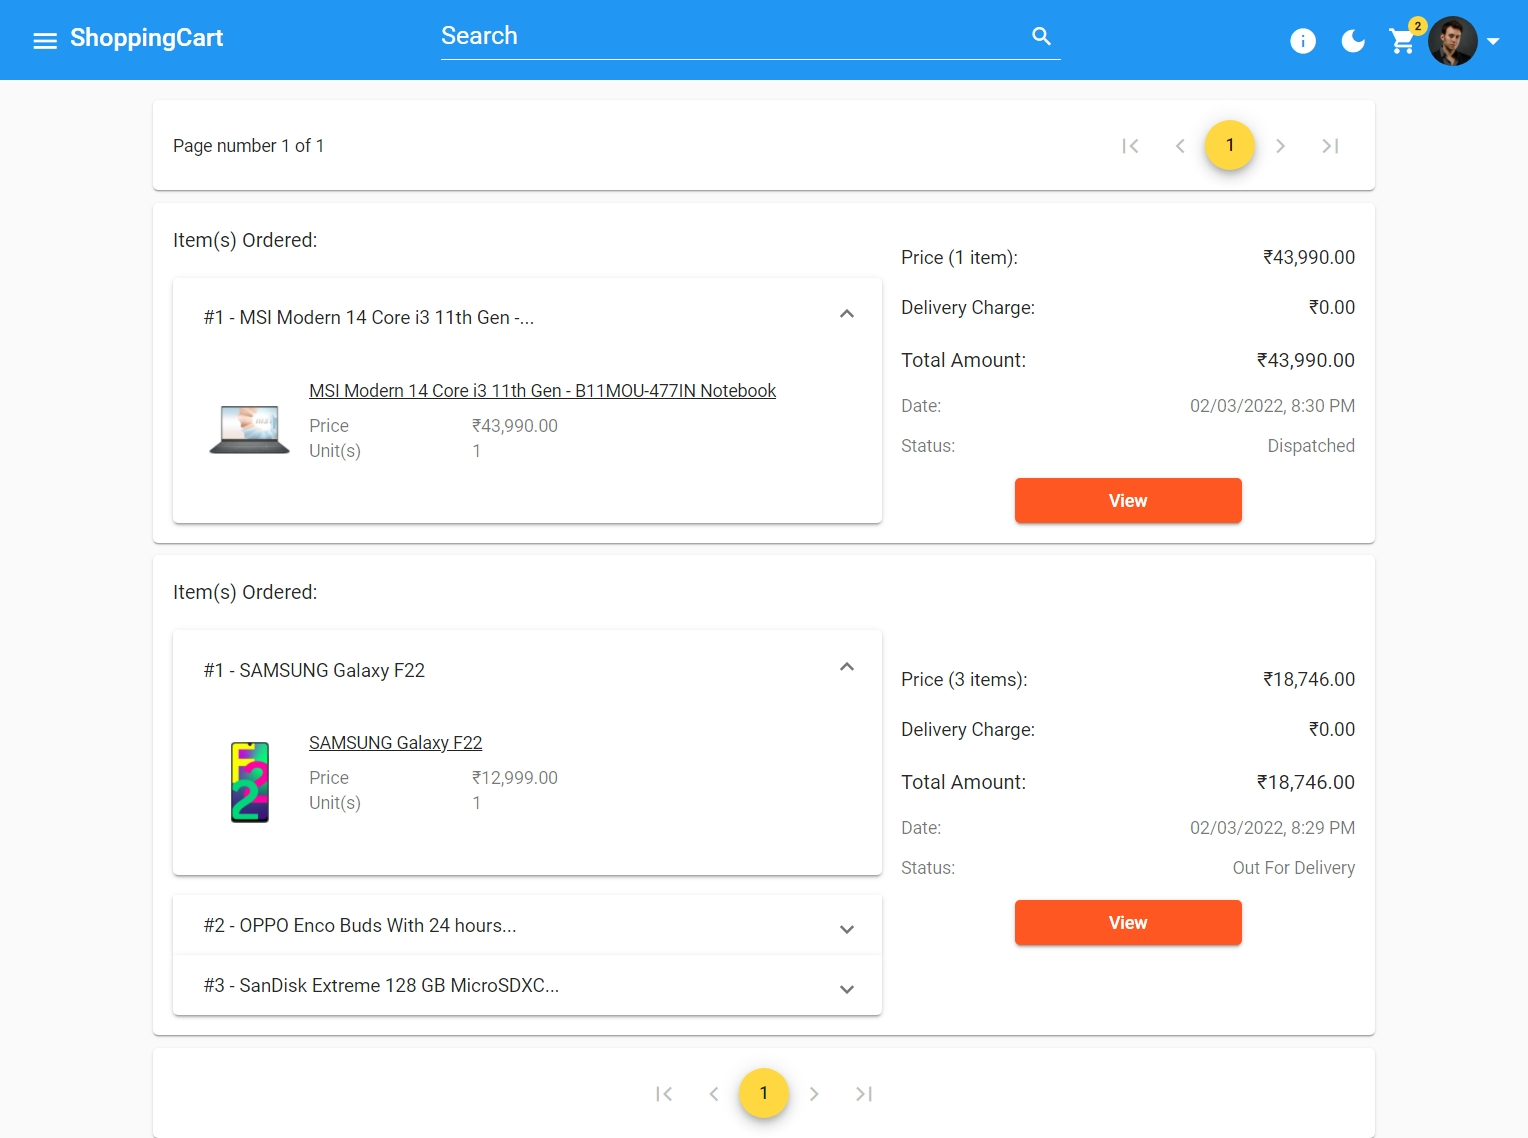 ShoppingCart
Search
2
Page number 1 of 1
1
Item(s) Ordered:
#1 - MSI Modern 14 Core i3 11th Gen -...
MSI Modern 14 Core i3 11th Gen - B11MOU-477IN Notebook
Price ₹43,990.00
Unit(s) 1
Price (1 item): ₹43,990.00
Delivery Charge: ₹0.00
Total Amount: ₹43,990.00
Date: 02/03/2022, 8:30 PM
Status: Dispatched
View
Item(s) Ordered:
#1 - SAMSUNG Galaxy F22
SAMSUNG Galaxy F22
Price ₹12,999.00
Unit(s) 1
#2 - OPPO Enco Buds With 24 hours...
#3 - SanDisk Extreme 128 GB MicroSDXC...
Price (3 items): ₹18,746.00
Delivery Charge: ₹0.00
Total Amount: ₹18,746.00
Date: 02/03/2022, 8:29 PM
Status: Out For Delivery
View
1